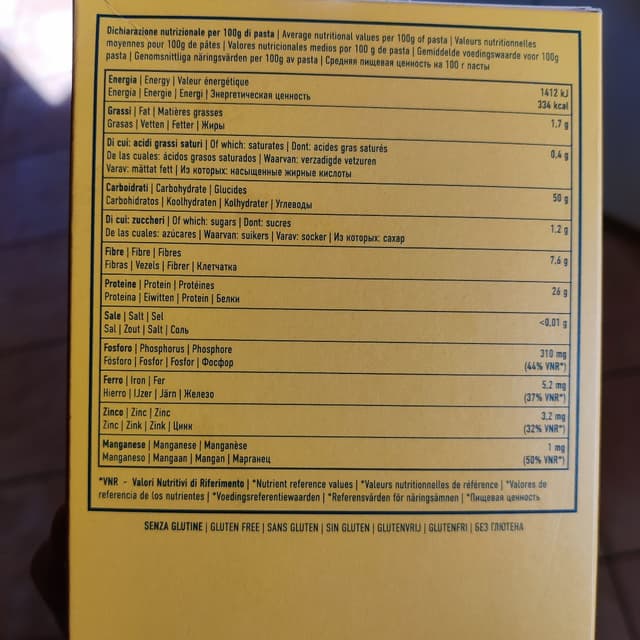 Dichiarazione nutrizionale per 100g di pasta | Average nutritional values per 100g of pasta | Valeurs nutritionnelles
moyennes pour 100g de pâtes | Valores nutricionales medios por 100 g de pasta | Gemiddelde voedingswaarde voor 100g
pasta | Genomsnittliga näringsvärden per 100g av pasta | Средняя пищевая ценность на 100 г пасты
Energia | Energy | Valeur énergétique
Energia | Energie | Energi | Энергетическая ценность
1412 kJ
334 kcal
Grassi | Fat | Matières grasses
Grasas | Vetten | Fetter | Жиры
1,7 g
Di cui: acidi grassi saturi | Of which: saturates | Dont: acides gras saturés
De las cuales: ácidos grasos saturados | Waarvan: verzadigde vetzuren
Varav: mättat fett | Из которых: насыщенные жирные кислоты
0,4 g
Carboidrati | Carbohydrate | Glucides
Carbohidratos | Koolhydraten | Kolhydrater | Углеводы
50 g
Di cui: zuccheri | Of which: sugars | Dont: sucres
De las cuales: azúcares | Waarvan: suikers | Varav: socker | Из которых: сахар
1,2 g
Fibre | Fibre | Fibres
Fibras | Vezels | Fibrer | Клетчатка
7,6 g
Proteine | Protein | Protéines
Proteina | Eiwitten | Protein | Белки
26 g
Sale | Salt | Sel
Sal | Zout | Salt | Соль
<0,01 g
Fosforo | Phosphorus | Phosphore
Fósforo | Fosfor | Fosfor | Фосфор
310 mg
(44% VNR*)
Ferro | Iron | Fer
Hierro | IJzer | Järn | Железо
5,2 mg
(37% VNR*)
Zinco | Zinc | Zinc
Zinc | Zink | Zink | Цинк
3,2 mg
(32% VNR*)
Manganese | Manganese | Manganèse
Manganeso | Mangaan | Mangan | Марганец
1 mg
(50% VNR*)
*VNR - Valori Nutritivi di Riferimento | *Nutrient reference values | *Valeurs nutritionnelles de référence | *Valores de
referencia de los nutrientes | *Voedingsreferentiewaarden | *Referensvärden för näringsämnen | *Пищевая ценность
SENZA GLUTINE | GLUTEN FREE | SANS GLUTEN | SIN GLUTEN | GLUTENVRIJ | GLUTENFRI | БЕЗ ГЛЮТЕНА